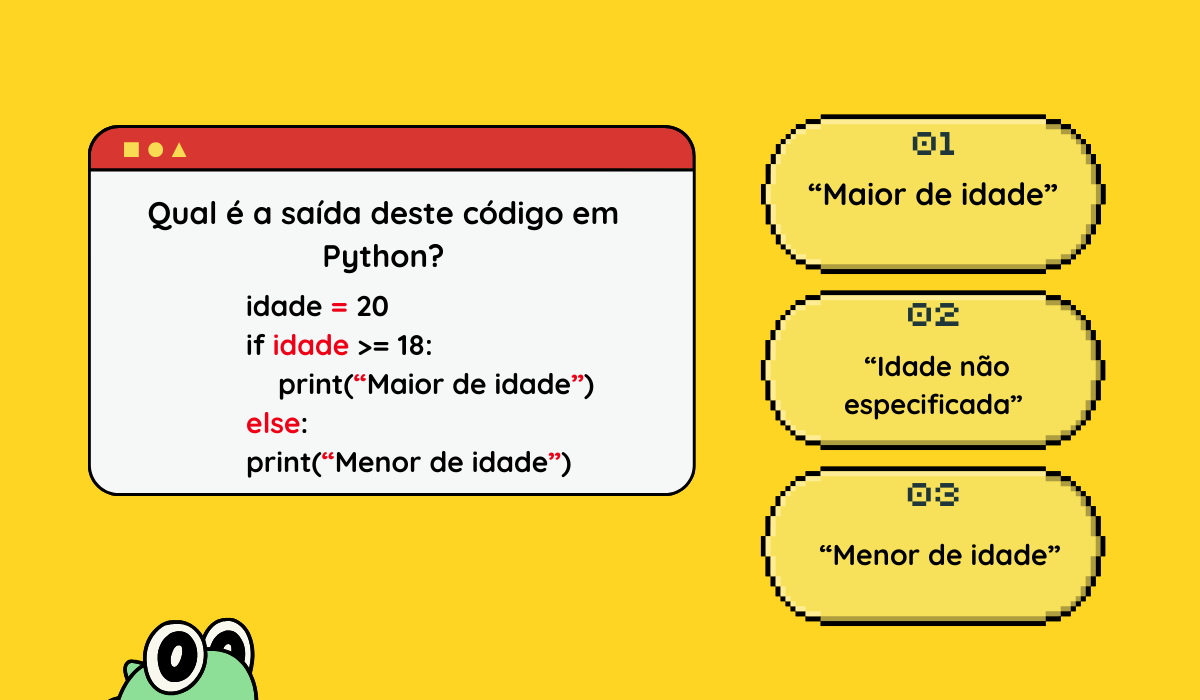 Qual é a saída deste código em
Python?
idade = 20
if idade >= 18:
    print(“Maior de idade”)
else:
print(“Menor de idade”)
01
“Maior de idade”
02
“Idade não
especificada”
03
“Menor de idade”